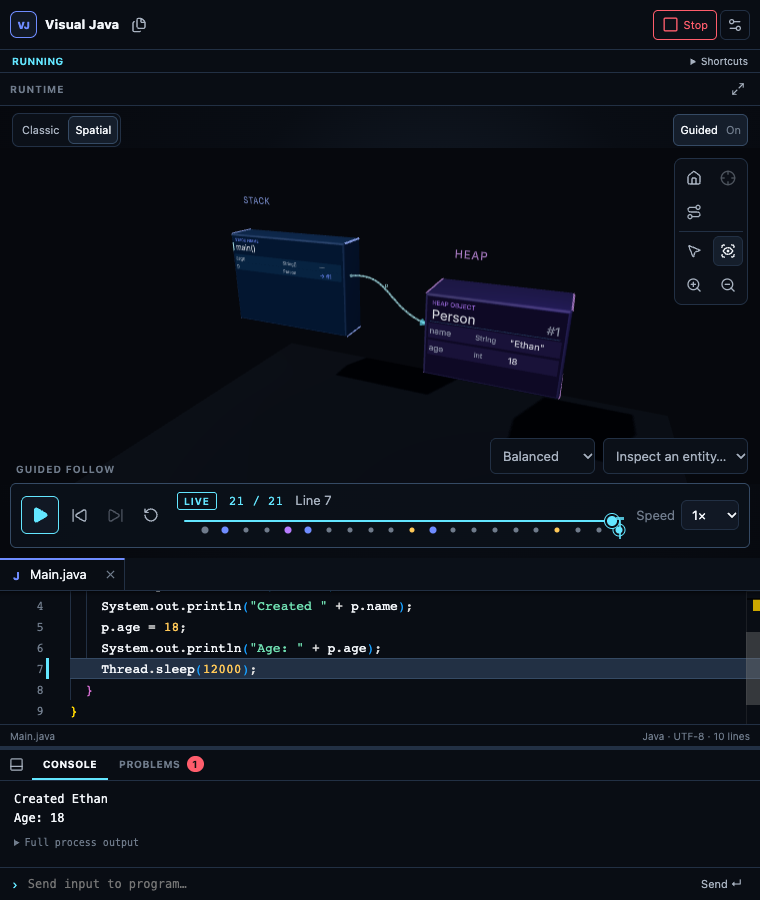 VJ Visual Java
Stop
RUNNING
Shortcuts
RUNTIME
Classic Spatial
Guided On
STACK
main()
HEAP
HEAP OBJECT
Person #1
name String "Ethan"
age int 18
Balanced
Inspect an entity...
GUIDED FOLLOW
LIVE 21 / 21 Line 7
Speed 1×
J Main.java
4 System.out.println("Created " + p.name);
5 p.age = 18;
6 System.out.println("Age: " + p.age);
7 Thread.sleep(12000);
8 }
9 }
Main.java
Java · UTF-8 · 10 lines
CONSOLE PROBLEMS 1
Created Ethan
Age: 18
Full process output
› Send input to program…
Send